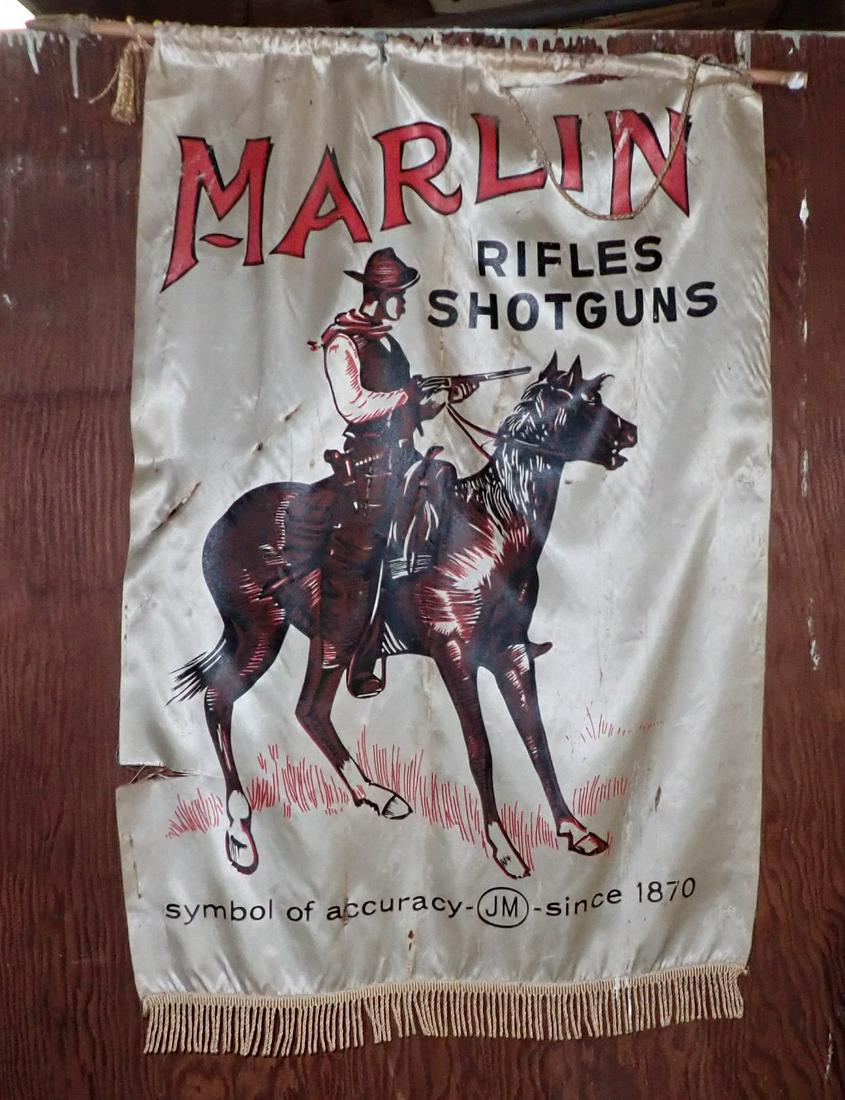 MARLIN
RIFLES
SHOTGUNS
symbol of accuracy-JM-since 1870